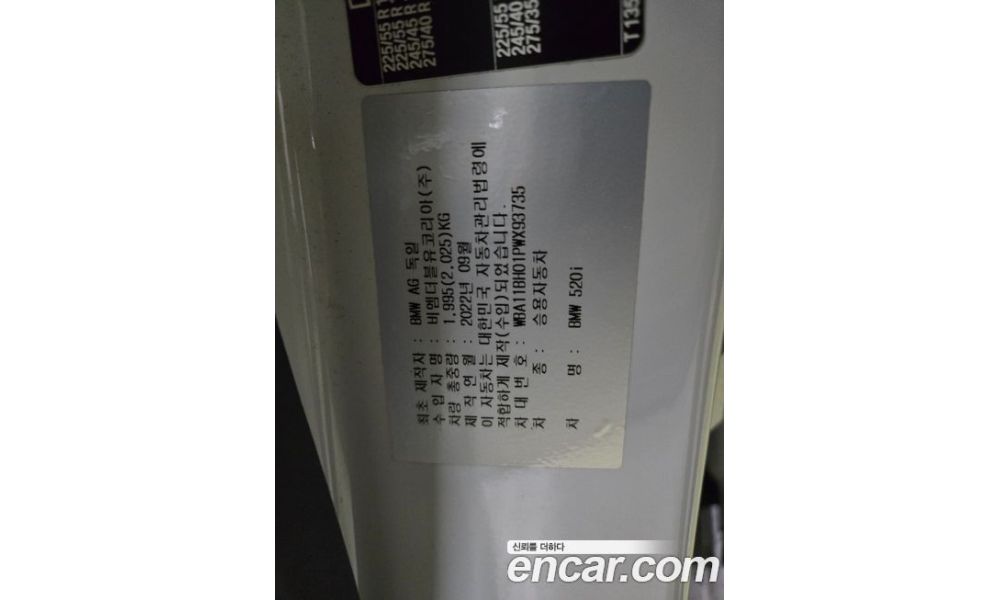 225/55 R
225/55 R
245/45 R
275/40 R
225/55
245/40
275/35
T 135
최초 제작자 : BMW AG 독일
수 입 자 명 : 비엠더블유코리아(주)
차량 총중량 : 1,995(2,025)KG
제 작 연 월 : 2022년 09월
이 자동차는 대한민국 자동차관리법령에
적합하게 제작(수입)되었습니다.
차 대 번 호 : WBA11BH01PWX93735
차 종 : 승용자동차
차 명 : BMW 520i
신뢰를 더하다
encar.com